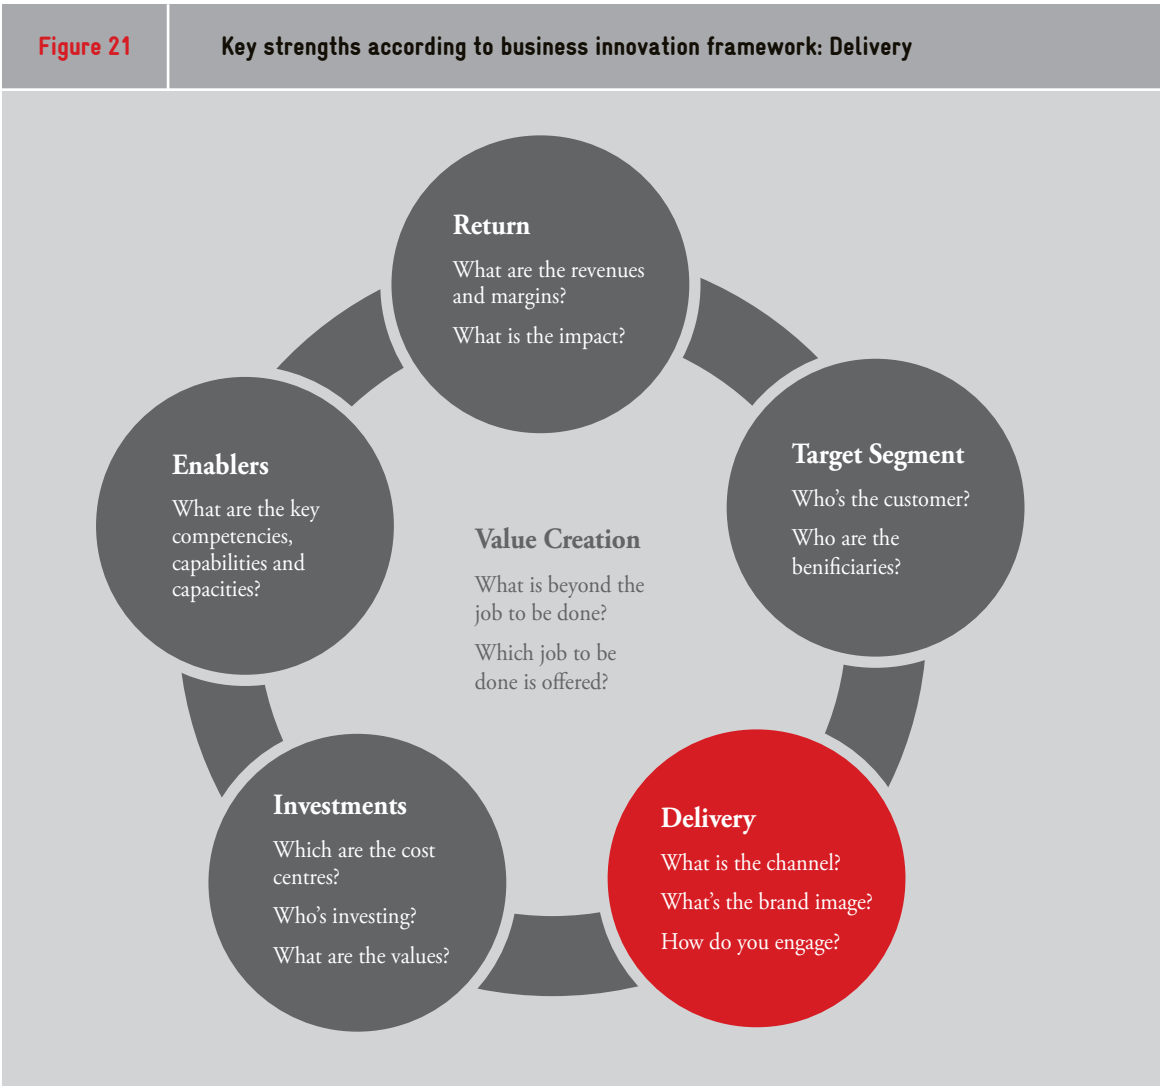 Figure 21
Key strengths according to business innovation framework: Delivery
Return
What are the revenues
and margins?
What is the impact?
Target Segment
Who's the customer?
Who are the
benificiaries?
Enablers
What are the key
competencies,
capabilities and
capacities?
Value Creation
What is beyond the
job to be done?
Which job to be
done is offered?
Investments
Which are the cost
centres?
Who's investing?
What are the values?
Delivery
What is the channel?
What's the brand image?
How do you engage?